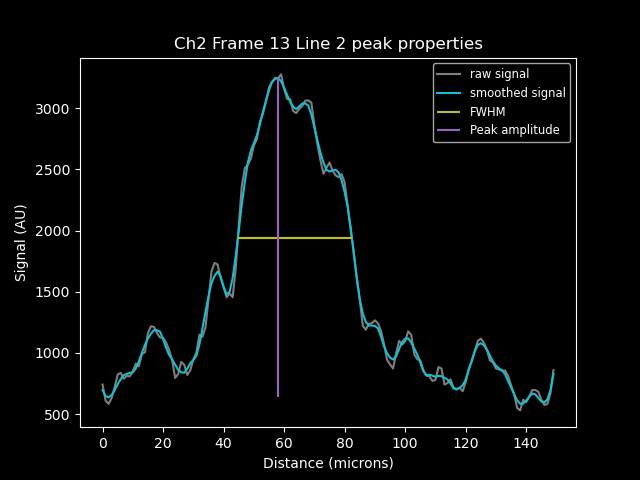 Ch2 Frame 13 Line 2 peak properties
raw signal
smoothed signal
FWHM
Peak amplitude
3000
2500
2000
1500
1000
500
Signal (AU)
0 20 40 60 80 100 120 140
Distance (microns)